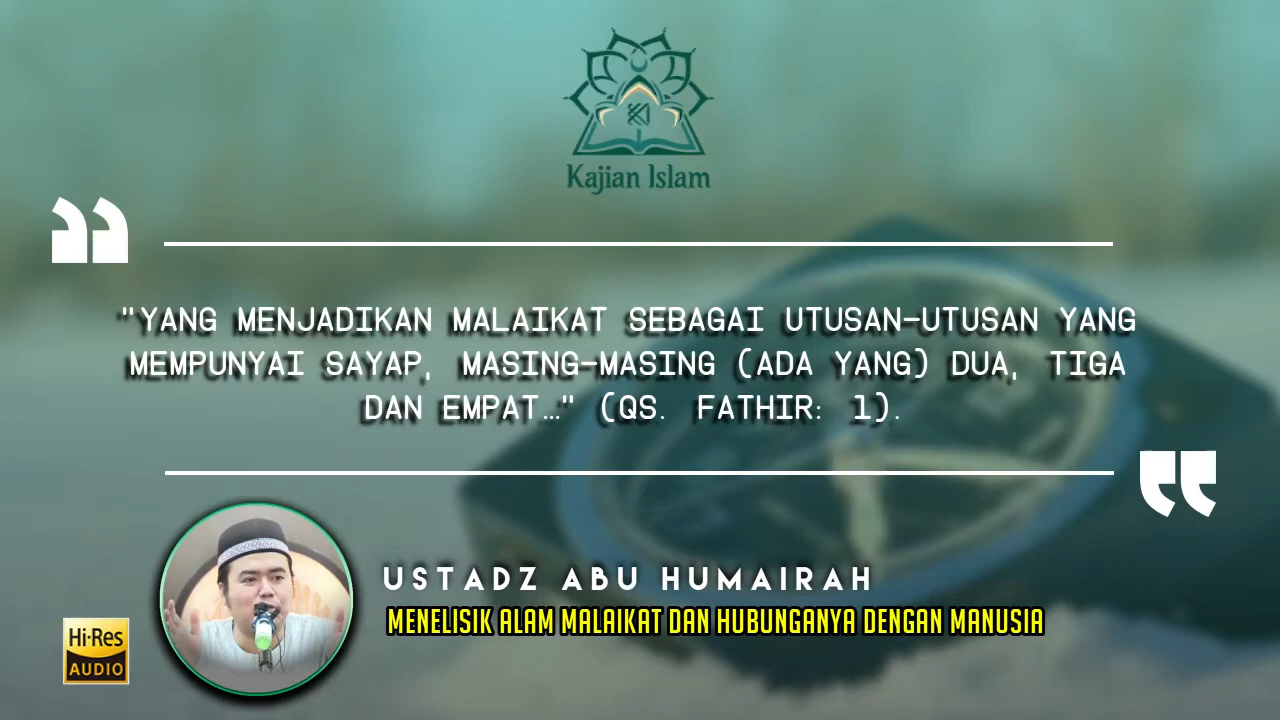 Kajian Islam
"YANG MENJADIKAN MALAIKAT SEBAGAI UTUSAN-UTUSAN YANG
MEMPUNYAI SAYAP, MASING-MASING (ADA YANG) DUA, TIGA
DAN EMPAT…" (QS. FATHIR: 1).
USTADZ ABU HUMAIRAH
MENELISIK ALAM MALAIKAT DAN HUBUNGANYA DENGAN MANUSIA
Hi-Res
AUDIO